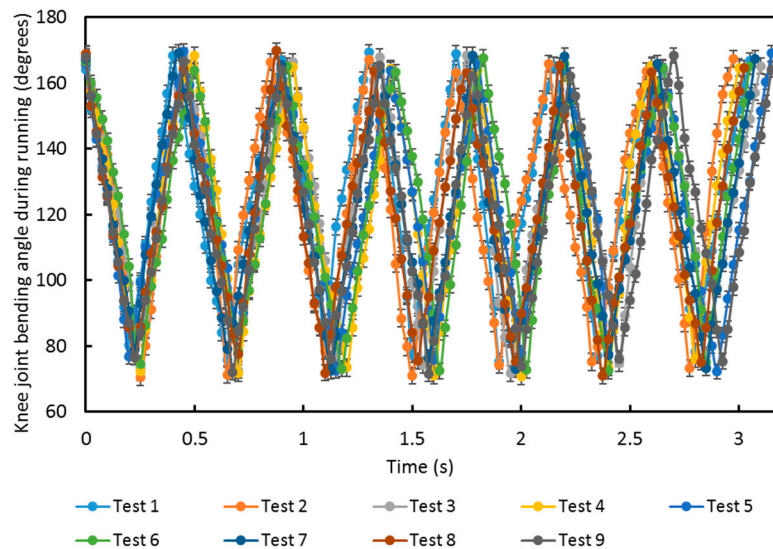 Knee joint bending angle during running (degrees)
180
160
140
120
100
80
60
0
0.5
1
1.5
2
2.5
3
Time (s)
Test 1
Test 2
Test 3
Test 4
Test 5
Test 6
Test 7
Test 8
Test 9